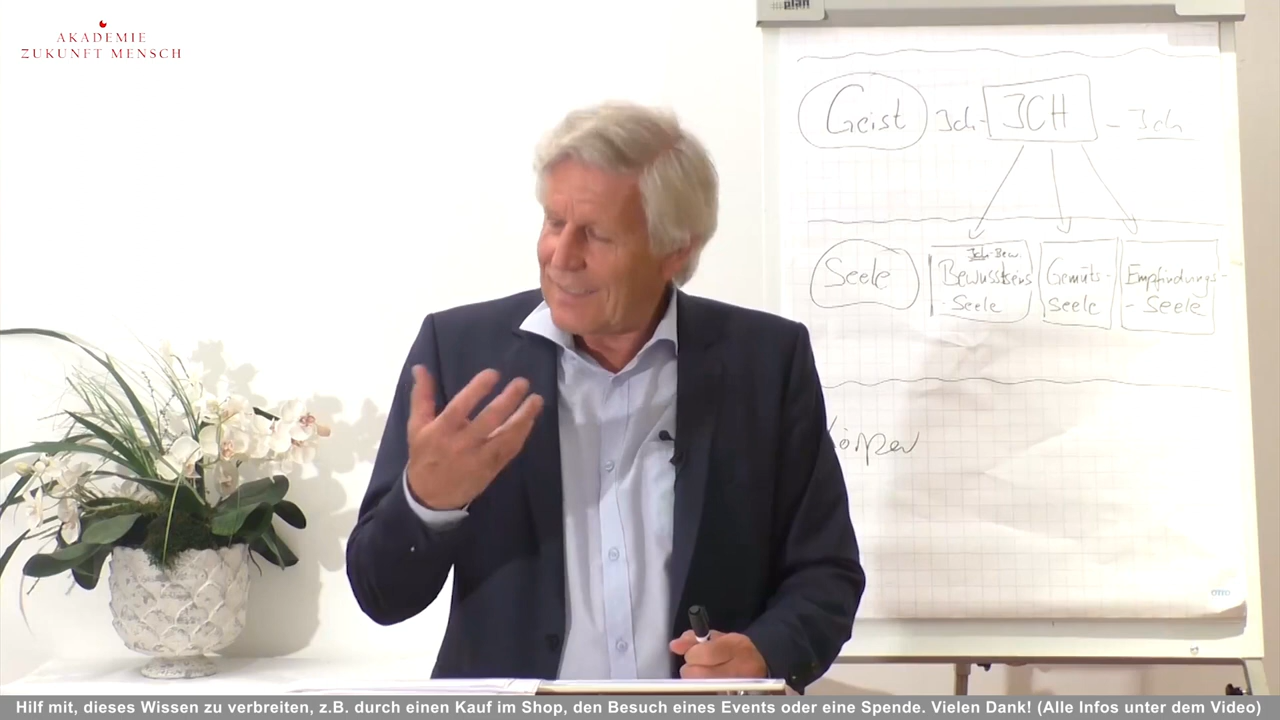 AKADEMIE
ZUKUNFT MENSCH
plan
Geist Ich- ICH - Ich
Ich-Bew.
Seele Bewusstseins Gemüts- Empfindungs-
-Seele Seele -Seele
Körper
OTTO
Hilf mit, dieses Wissen zu verbreiten, z.B. durch einen Kauf im Shop, den Besuch eines Events oder eine Spende. Vielen Dank! (Alle Infos unter dem Video)